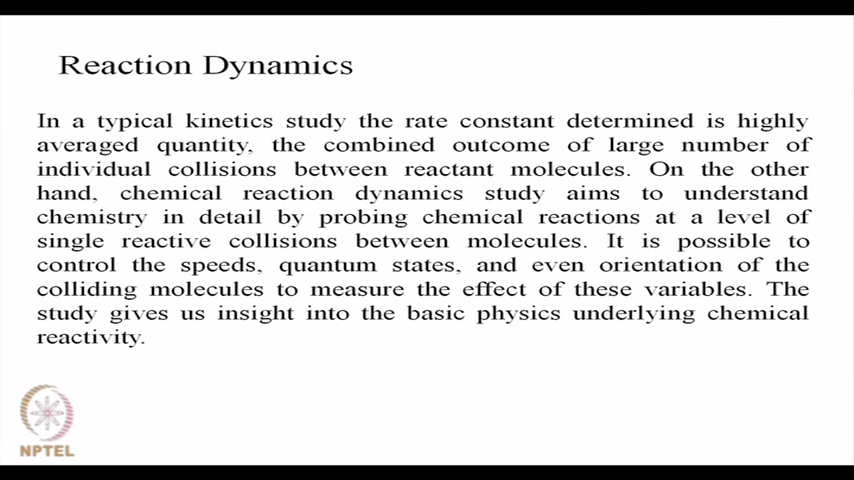 Reaction Dynamics
In a typical kinetics study the rate constant determined is highly
averaged quantity, the combined outcome of large number of
individual collisions between reactant molecules. On the other
hand, chemical reaction dynamics study aims to understand
chemistry in detail by probing chemical reactions at a level of
single reactive collisions between molecules. It is possible to
control the speeds, quantum states, and even orientation of the
colliding molecules to measure the effect of these variables. The
study gives us insight into the basic physics underlying chemical
reactivity.
NPTEL